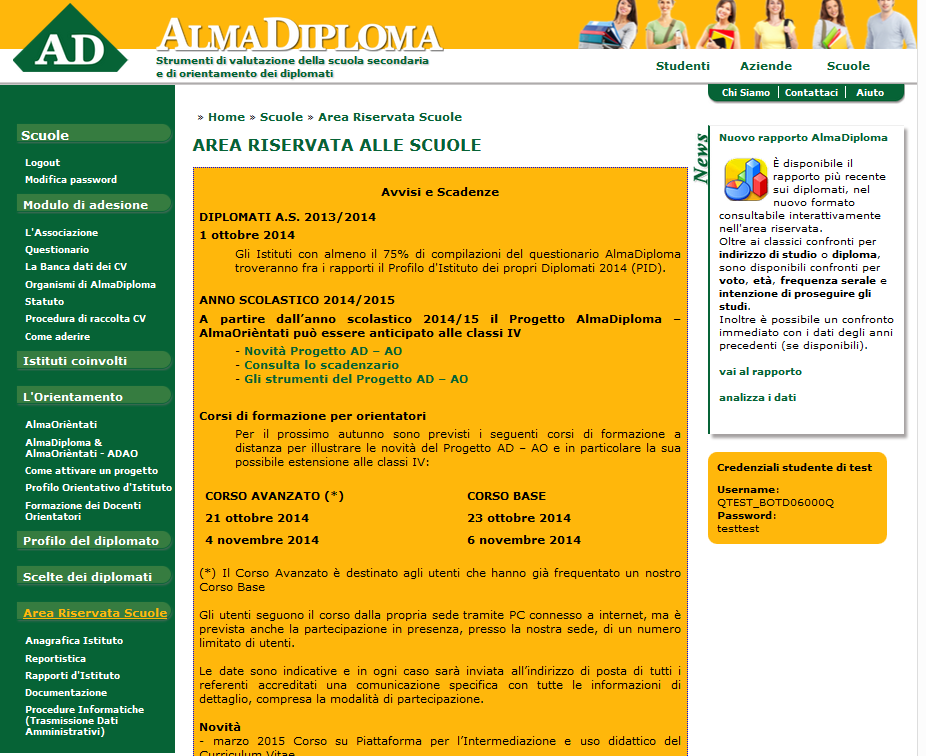 AD
ALMADIPLOMA
Strumenti di valutazione della scuola secondaria
e di orientamento dei diplomati
Studenti Aziende Scuole
Chi Siamo | Contattaci | Aiuto
Scuole
Logout
Modifica password
Modulo di adesione
L'Associazione
Questionario
La Banca dati dei CV
Organismi di AlmaDiploma
Statuto
Procedura di raccolta CV
Come aderire
Istituti coinvolti
L'Orientamento
AlmaOrièntati
AlmaDiploma &
AlmaOrièntati - ADAO
Come attivare un progetto
Profilo Orientativo d'Istituto
Formazione dei Docenti
Orientatori
Profilo del diplomato
Scelte dei diplomati
Area Riservata Scuole
Anagrafica Istituto
Reportistica
Rapporti d'Istituto
Documentazione
Procedure Informatiche
(Trasmissione Dati
Amministrativi)
» Home » Scuole » Area Riservata Scuole
AREA RISERVATA ALLE SCUOLE
Avvisi e Scadenze
DIPLOMATI A.S. 2013/2014
1 ottobre 2014
Gli Istituti con almeno il 75% di compilazioni del questionario AlmaDiploma
troveranno fra i rapporti il Profilo d'Istituto dei propri Diplomati 2014 (PID).
ANNO SCOLASTICO 2014/2015
A partire dall’anno scolastico 2014/15 il Progetto AlmaDiploma –
AlmaOrièntati può essere anticipato alle classi IV
- Novità Progetto AD – AO
- Consulta lo scadenzario
- Gli strumenti del Progetto AD – AO
Corsi di formazione per orientatori
Per il prossimo autunno sono previsti i seguenti corsi di formazione a
distanza per illustrare le novità del Progetto AD – AO e in particolare la sua
possibile estensione alle classi IV:
CORSO AVANZATO (*) CORSO BASE
21 ottobre 2014 23 ottobre 2014
4 novembre 2014 6 novembre 2014
(*) Il Corso Avanzato è destinato agli utenti che hanno già frequentato un nostro
Corso Base
Gli utenti seguono il corso dalla propria sede tramite PC connesso a internet, ma è
prevista anche la partecipazione in presenza, presso la nostra sede, di un numero
limitato di utenti.
Le date sono indicative e in ogni caso sarà inviata all’indirizzo di posta di tutti i
referenti accreditati una comunicazione specifica con tutte le informazioni di
dettaglio, compresa la modalità di partecipazione.
Novità
- marzo 2015 Corso su Piattaforma per l’Intermediazione e uso didattico del
Curriculum Vitae
News
Nuovo rapporto AlmaDiploma
È disponibile il
rapporto più recente
sui diplomati, nel
nuovo formato
consultabile interattivamente
nell'area riservata.
Oltre ai classici confronti per
indirizzo di studio o diploma,
sono disponibili confronti per
voto, età, frequenza serale e
intenzione di proseguire gli
studi.
Inoltre è possibile un confronto
immediato con i dati degli anni
precedenti (se disponibili).
vai al rapporto
analizza i dati
Credenziali studente di test
Username:
QTEST_BOTD06000Q
Password:
testtest